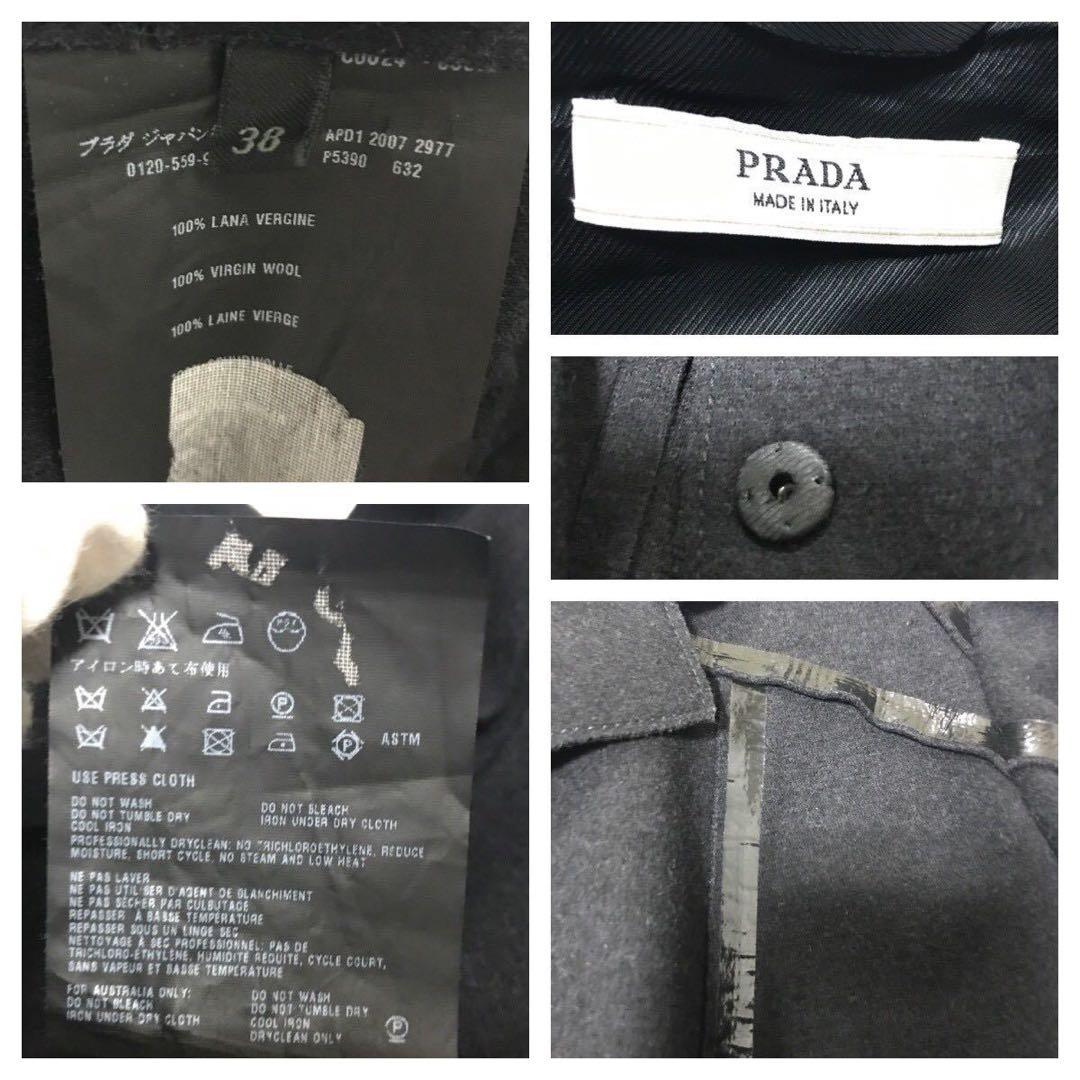 38
プラダ ジャパン
0120-559-9
APD1 2007 2977
P5390 632
100% LANA VERGINE
100% VIRGIN WOOL
100% LAINE VIERGE
PRADA
MADE IN ITALY
アイロン時あて布使用
P
P ASTM
USE PRESS CLOTH
DO NOT WASH
DO NOT TUMBLE DRY
COOL IRON
DO NOT BLEACH
IRON UNDER DRY CLOTH
PROFESSIONALLY DRYCLEAN: NO TRICHLOROETHYLENE, REDUCE
MOISTURE, SHORT CYCLE, NO STEAM AND LOW HEAT
NE PAS LAVER
NE PAS UTILISER D'AGENT DE BLANCHIMENT
NE PAS SÉCHER PAR CULBUTAGE
REPASSER À BASSE TEMPÉRATURE
REPASSER SOUS UN LINGE SEC
NETTOYAGE À SEC PROFESSIONNEL: PAS DE
TRICHLORO-ÉTHYLÈNE, HUMIDITÉ RÉDUITE, CYCLE COURT,
SANS VAPEUR ET BASSE TEMPÉRATURE
FOR AUSTRALIA ONLY:
DO NOT BLEACH
IRON UNDER DRY CLOTH
DO NOT WASH
DO NOT TUMBLE DRY
COOL IRON
DRYCLEAN ONLY
P